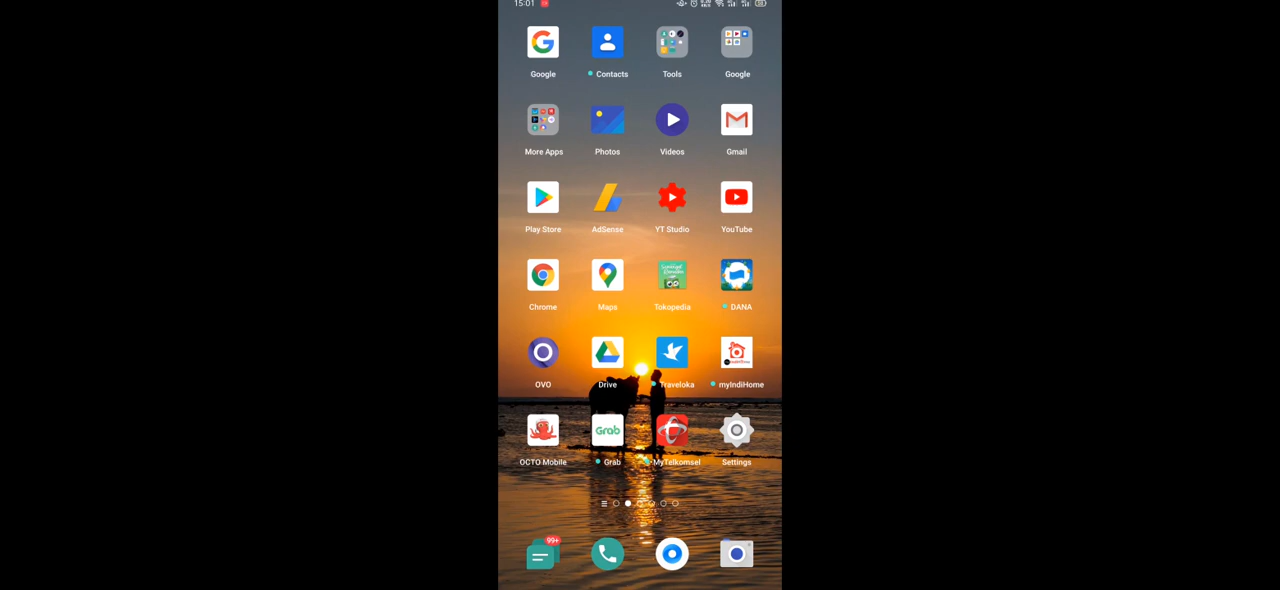 15:01
Google Contacts Tools Google
More Apps Photos Videos Gmail
Play Store AdSense YT Studio YouTube
Chrome Maps Tokopedia DANA
OVO Drive Traveloka myIndiHome
Grab
OCTO Mobile Grab MyTelkomsel Settings
99+